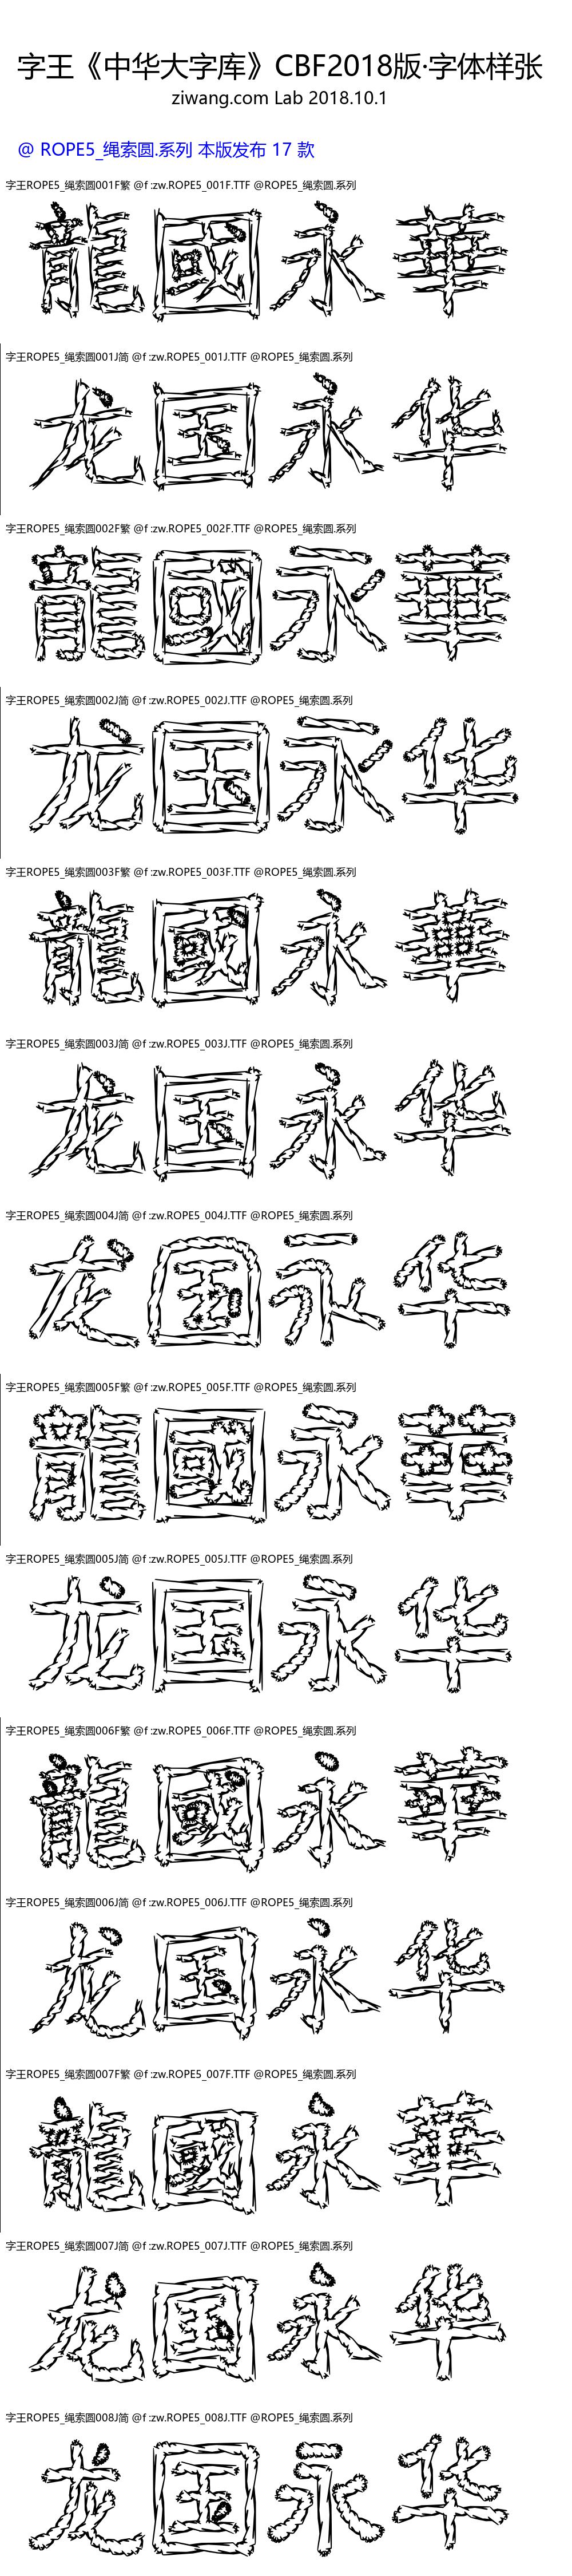 字王《中华大字库》CBF2018版·字体样张
ziwang.com Lab 2018.10.1
@ ROPE5_绳索圆.系列 本版发布 17 款
字王ROPE5_绳索圆001F繁 @f :zw.ROPE5_001F.TTF @ROPE5_绳索圆.系列
龍國永華
字王ROPE5_绳索圆001J简 @f :zw.ROPE5_001J.TTF @ROPE5_绳索圆.系列
龙国永华
字王ROPE5_绳索圆002F繁 @f :zw.ROPE5_002F.TTF @ROPE5_绳索圆.系列
龍國永華
字王ROPE5_绳索圆002J简 @f :zw.ROPE5_002J.TTF @ROPE5_绳索圆.系列
龙国永华
字王ROPE5_绳索圆003F繁 @f :zw.ROPE5_003F.TTF @ROPE5_绳索圆.系列
龍國永華
字王ROPE5_绳索圆003J简 @f :zw.ROPE5_003J.TTF @ROPE5_绳索圆.系列
龙国永华
字王ROPE5_绳索圆004J简 @f :zw.ROPE5_004J.TTF @ROPE5_绳索圆.系列
龙国永华
字王ROPE5_绳索圆005F繁 @f :zw.ROPE5_005F.TTF @ROPE5_绳索圆.系列
龍國永華
字王ROPE5_绳索圆005J简 @f :zw.ROPE5_005J.TTF @ROPE5_绳索圆.系列
龙国永华
字王ROPE5_绳索圆006F繁 @f :zw.ROPE5_006F.TTF @ROPE5_绳索圆.系列
龍國永華
字王ROPE5_绳索圆006J简 @f :zw.ROPE5_006J.TTF @ROPE5_绳索圆.系列
龙国永华
字王ROPE5_绳索圆007F繁 @f :zw.ROPE5_007F.TTF @ROPE5_绳索圆.系列
龍國永華
字王ROPE5_绳索圆007J简 @f :zw.ROPE5_007J.TTF @ROPE5_绳索圆.系列
龙国永华
字王ROPE5_绳索圆008J简 @f :zw.ROPE5_008J.TTF @ROPE5_绳索圆.系列
龙国永华